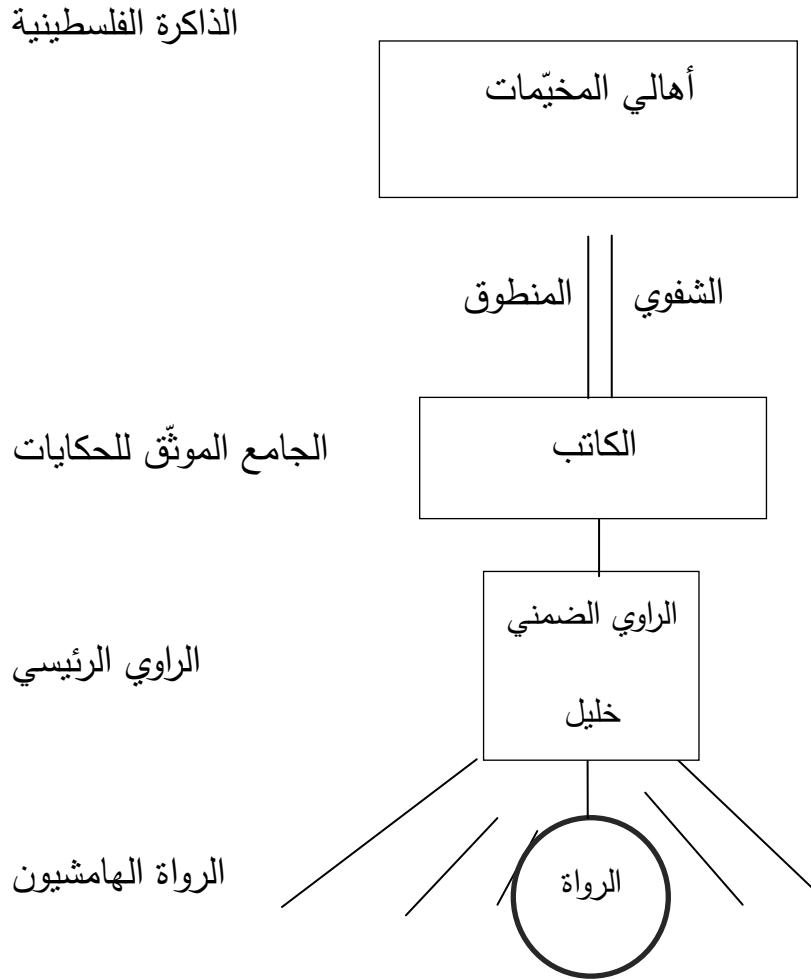 الذاكرة الفلسطينية
أهالي المخيّمات
الشفوي
المنطوق
الكاتب
الجامع الموثّق للحكايات
الراوي الضمني
خليل
الراوي الرئيسي
الرواة
الرواة الهامشيون